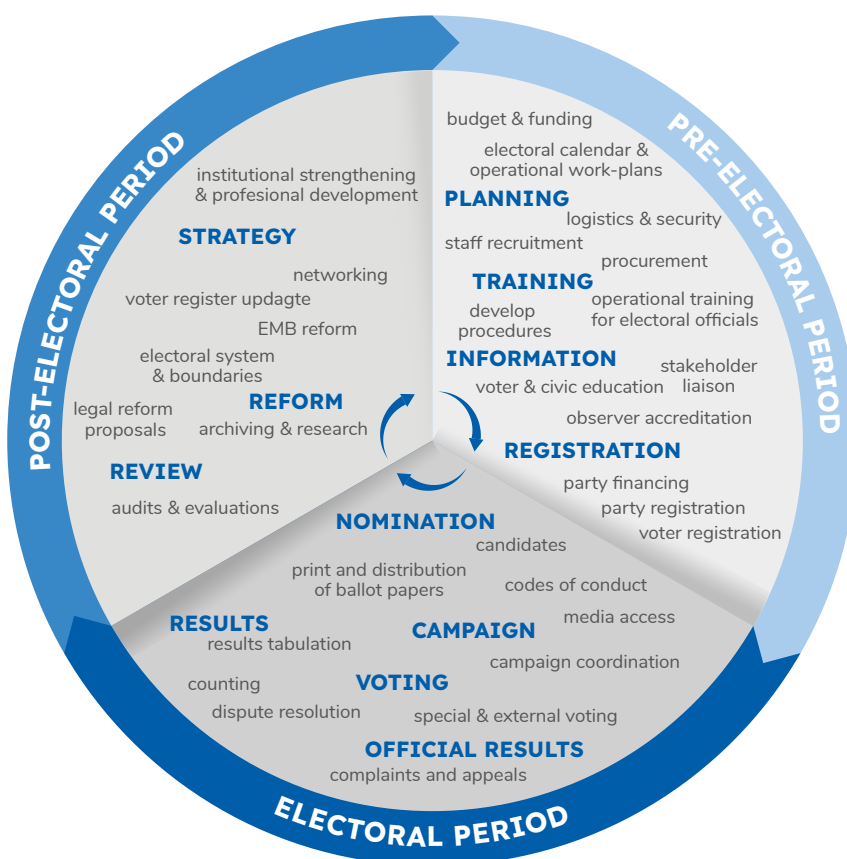 PRE-ELECTORAL PERIOD
budget & funding
electoral calendar &
operational work-plans
PLANNING
logistics & security
staff recruitment
procurement
TRAINING
operational training
for electoral officials
develop
procedures
INFORMATION
stakeholder
liaison
voter & civic education
observer accreditation
REGISTRATION
party financing
party registration
voter registration
ELECTORAL PERIOD
NOMINATION
candidates
print and distribution
of ballot papers
codes of conduct
media access
RESULTS
results tabulation
CAMPAIGN
campaign coordination
counting
VOTING
dispute resolution
special & external voting
OFFICIAL RESULTS
complaints and appeals
POST-ELECTORAL PERIOD
institutional strengthening
& profesional development
STRATEGY
networking
voter register updagte
EMB reform
electoral system
& boundaries
REFORM
legal reform
proposals
archiving & research
REVIEW
audits & evaluations